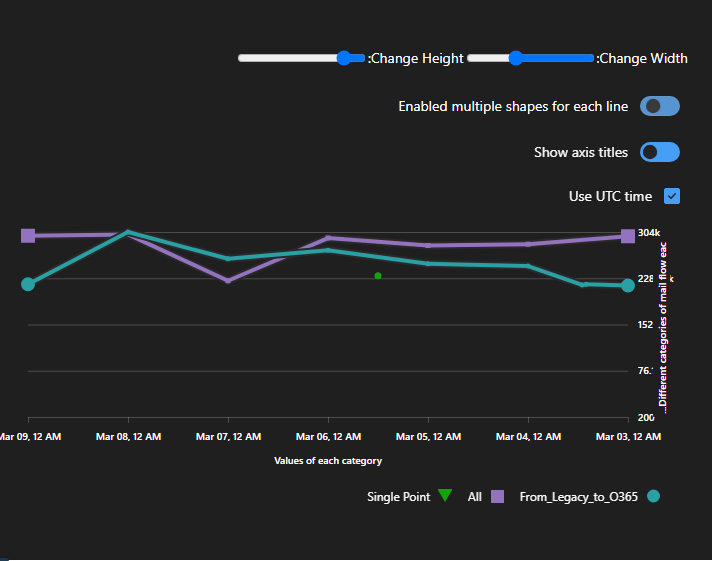 :Change Height :Change Width
Enabled multiple shapes for each line
Show axis titles
Use UTC time
304k
228 k
152
76.
200
...Different categories of mail flow eac
Mar 09, 12 AM Mar 08, 12 AM Mar 07, 12 AM Mar 06, 12 AM Mar 05, 12 AM Mar 04, 12 AM Mar 03, 12 AM
Values of each category
Single Point All From_Legacy_to_O365